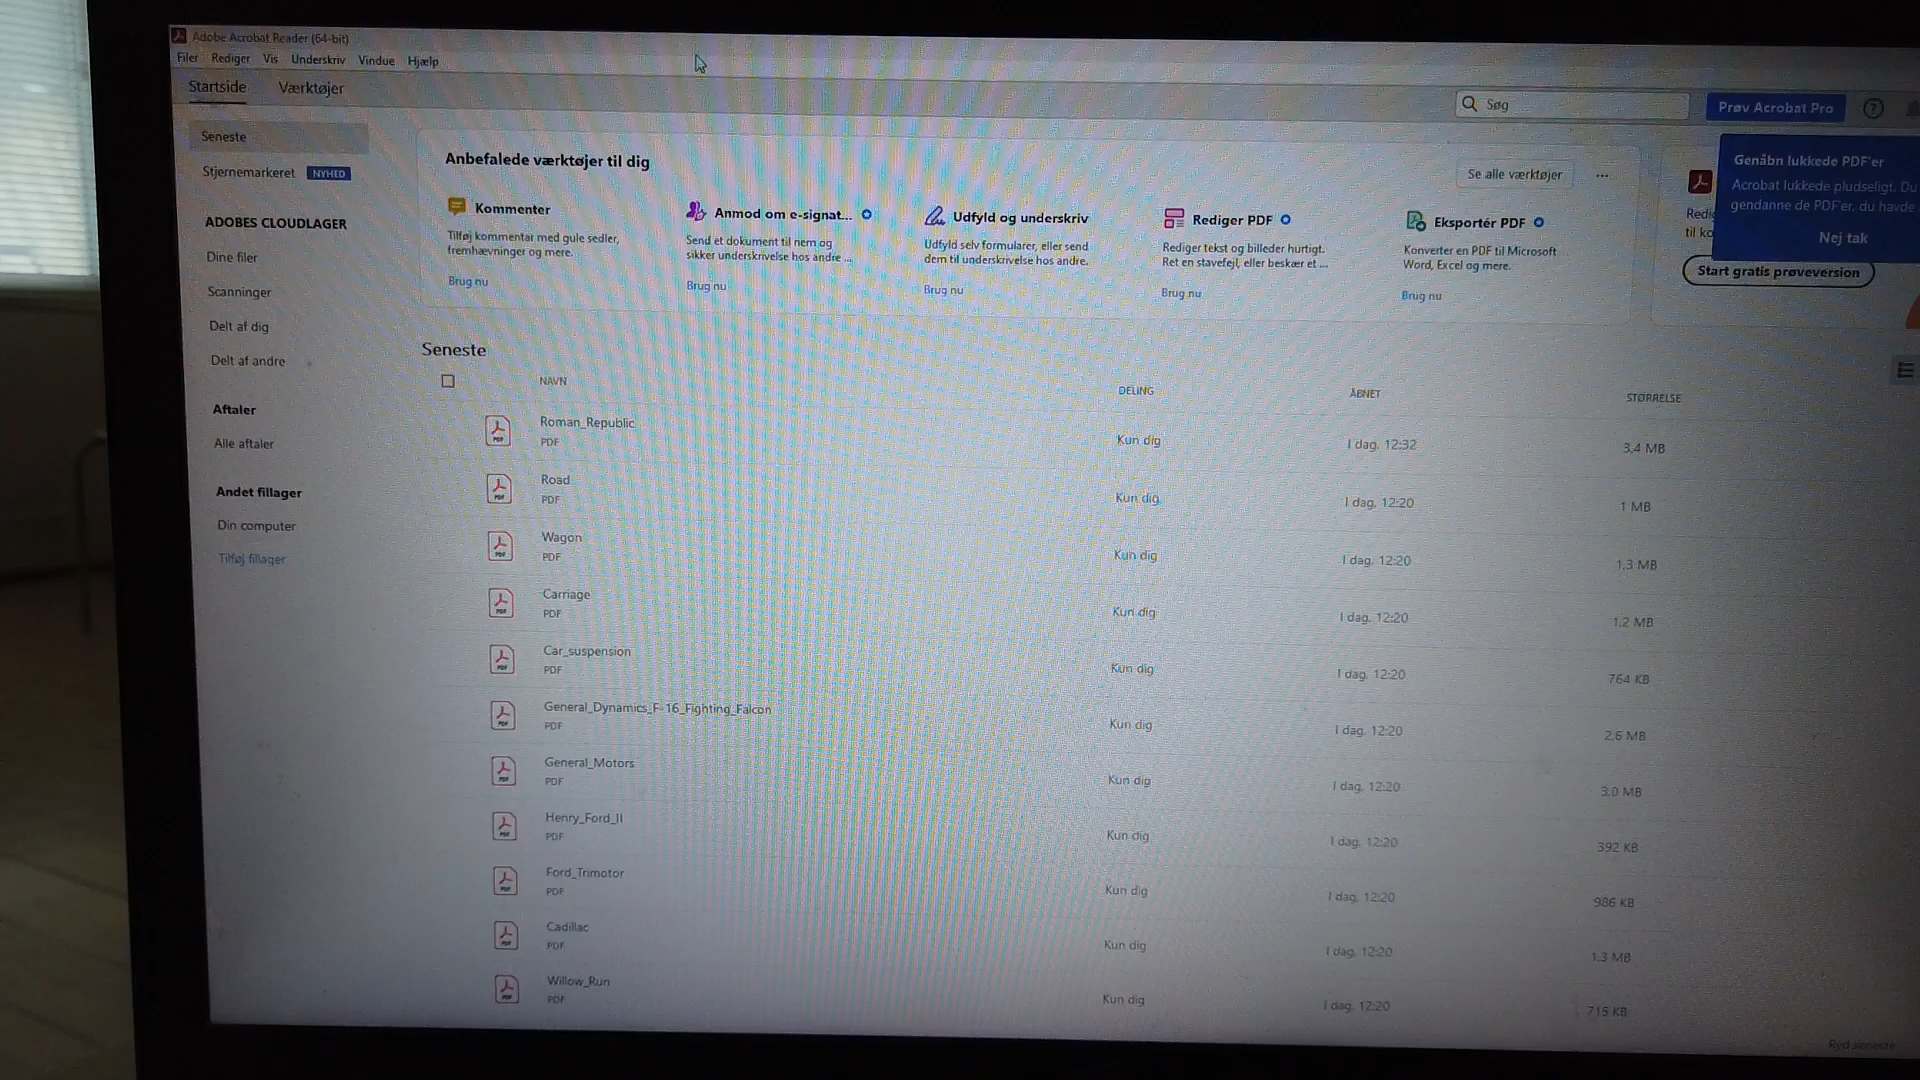 Adobe Acrobat Reader (64-bit)
Filer Rediger Vis Underskriv Vindue Hjælp
Startside Værktøjer
Søg
Prøv Acrobat Pro
Seneste
Stjernemarkeret NYHED
ADOBES CLOUDLAGER
Dine filer
Scanninger
Delt af dig
Delt af andre
Aftaler
Alle aftaler
Andet fillager
Din computer
Tilføj fillager
Anbefalede værktøjer til dig
Se alle værktøjer
Kommenter
Tilføj kommentar med gule sedler,
fremhævninger og mere.
Brug nu
Anmod om e-signat...
Send et dokument til nem og
sikker underskrivelse hos andre ...
Brug nu
Udfyld og underskriv
Udfyld selv formularer, eller send
dem til underskrivelse hos andre.
Brug nu
Rediger PDF
Rediger tekst og billeder hurtigt.
Ret en stavefejl, eller beskær et ...
Brug nu
Eksportér PDF
Konverter en PDF til Microsoft
Word, Excel og mere.
Brug nu
Genåbn lukkede PDF'er
Acrobat lukkede pludseligt. Du
gendanne de PDF'er, du havde
Nej tak
Start gratis prøveversion
Seneste
NAVN DELING ÅBNET STØRRELSE
Roman_Republic
PDF
Kun dig I dag, 12:32 3,4 MB
Road
PDF
Kun dig I dag, 12:20 1 MB
Wagon
PDF
Kun dig I dag, 12:20 1,3 MB
Carriage
PDF
Kun dig I dag, 12:20 1,2 MB
Car_suspension
PDF
Kun dig I dag, 12:20 764 KB
General_Dynamics_F-16_Fighting_Falcon
PDF
Kun dig I dag, 12:20 2,6 MB
General_Motors
PDF
Kun dig I dag, 12:20 3,0 MB
Henry_Ford_II
PDF
Kun dig I dag, 12:20 392 KB
Ford_Trimotor
PDF
Kun dig I dag, 12:20 986 KB
Cadillac
PDF
Kun dig I dag, 12:20 1,3 MB
Willow_Run
PDF
Kun dig I dag, 12:20 715 KB
Ryd seneste